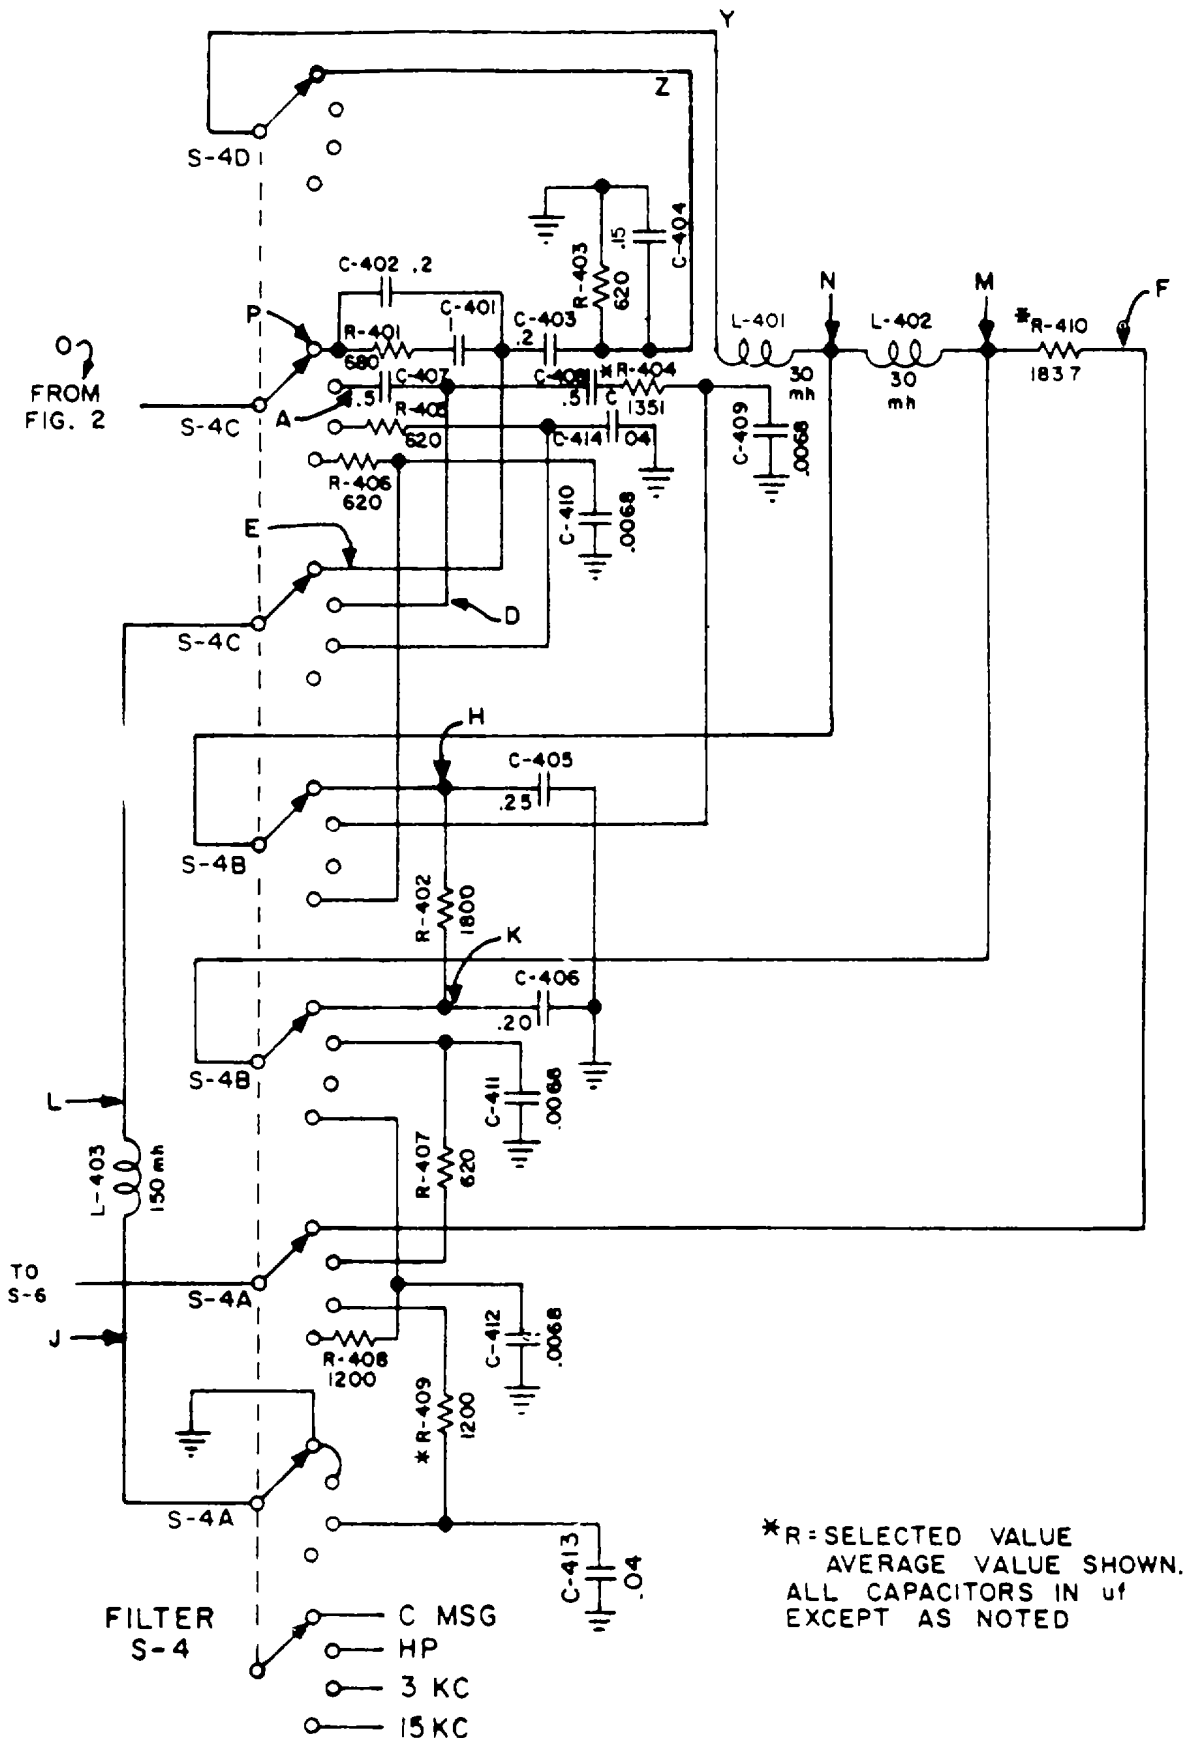 Y
Z
S-4D
C-404
.15
R-403
620
C-402 .2
C-401
P
R-401
680
C-403
.2
N
M
F
L-401
L-402
*R-410
O
FROM
FIG. 2
30
mh
30
mh
1837
C-407
.5
C-408
.5
*R-404
1351
A
S-4C
R-405
620
C
C-414
.04
C-409
.0068
R-406
620
C-410
.0068
E
D
S-4C
H
C-405
.25
S-4B
R-402
1800
K
C-406
.20
S-4B
C-411
.0068
L
L-403
150 mh
R-407
620
TO
S-6
S-4A
J
R-408
1200
C-412
.0068
*R-409
1200
S-4A
C-413
.04
*R=SELECTED VALUE
AVERAGE VALUE SHOWN.
ALL CAPACITORS IN uf
EXCEPT AS NOTED
FILTER
S-4
C MSG
HP
3 KC
15KC